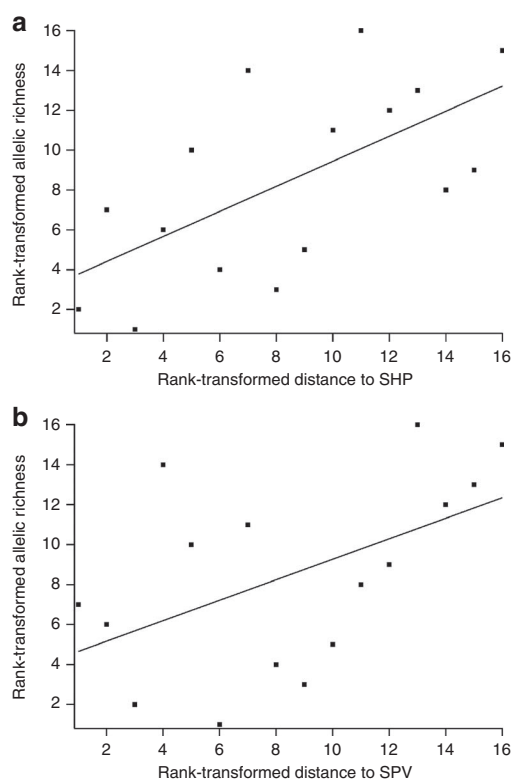 a
Rank-transformed allelic richness
16
14
12
10
8
6
4
2
2 4 6 8 10 12 14 16
Rank-transformed distance to SHP
b
Rank-transformed allelic richness
16
14
12
10
8
6
4
2
2 4 6 8 10 12 14 16
Rank-transformed distance to SPV